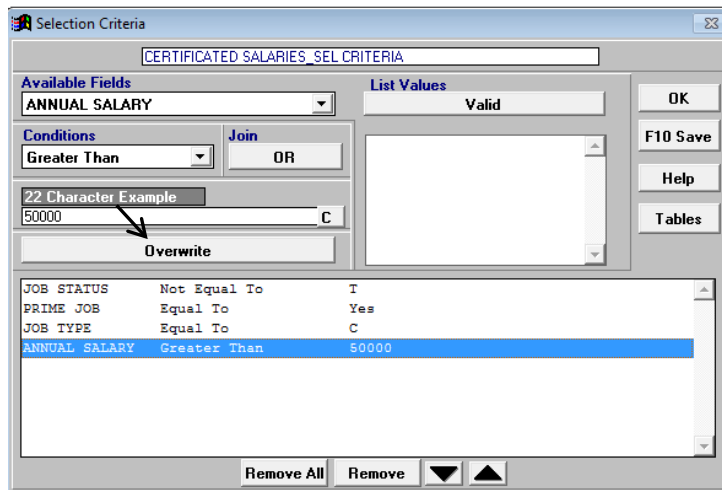 Selection Criteria
CERTIFICATED SALARIES_SEL CRITERIA
Available Fields
ANNUAL SALARY
List Values
Valid
OK
Conditions
Join
Greater Than
OR
F10 Save
22 Character Example
Help
50000
C
Tables
Overwrite
JOB STATUS Not Equal To T
PRIME JOB Equal To Yes
JOB TYPE Equal To C
ANNUAL SALARY Greater Than 50000
Remove All Remove